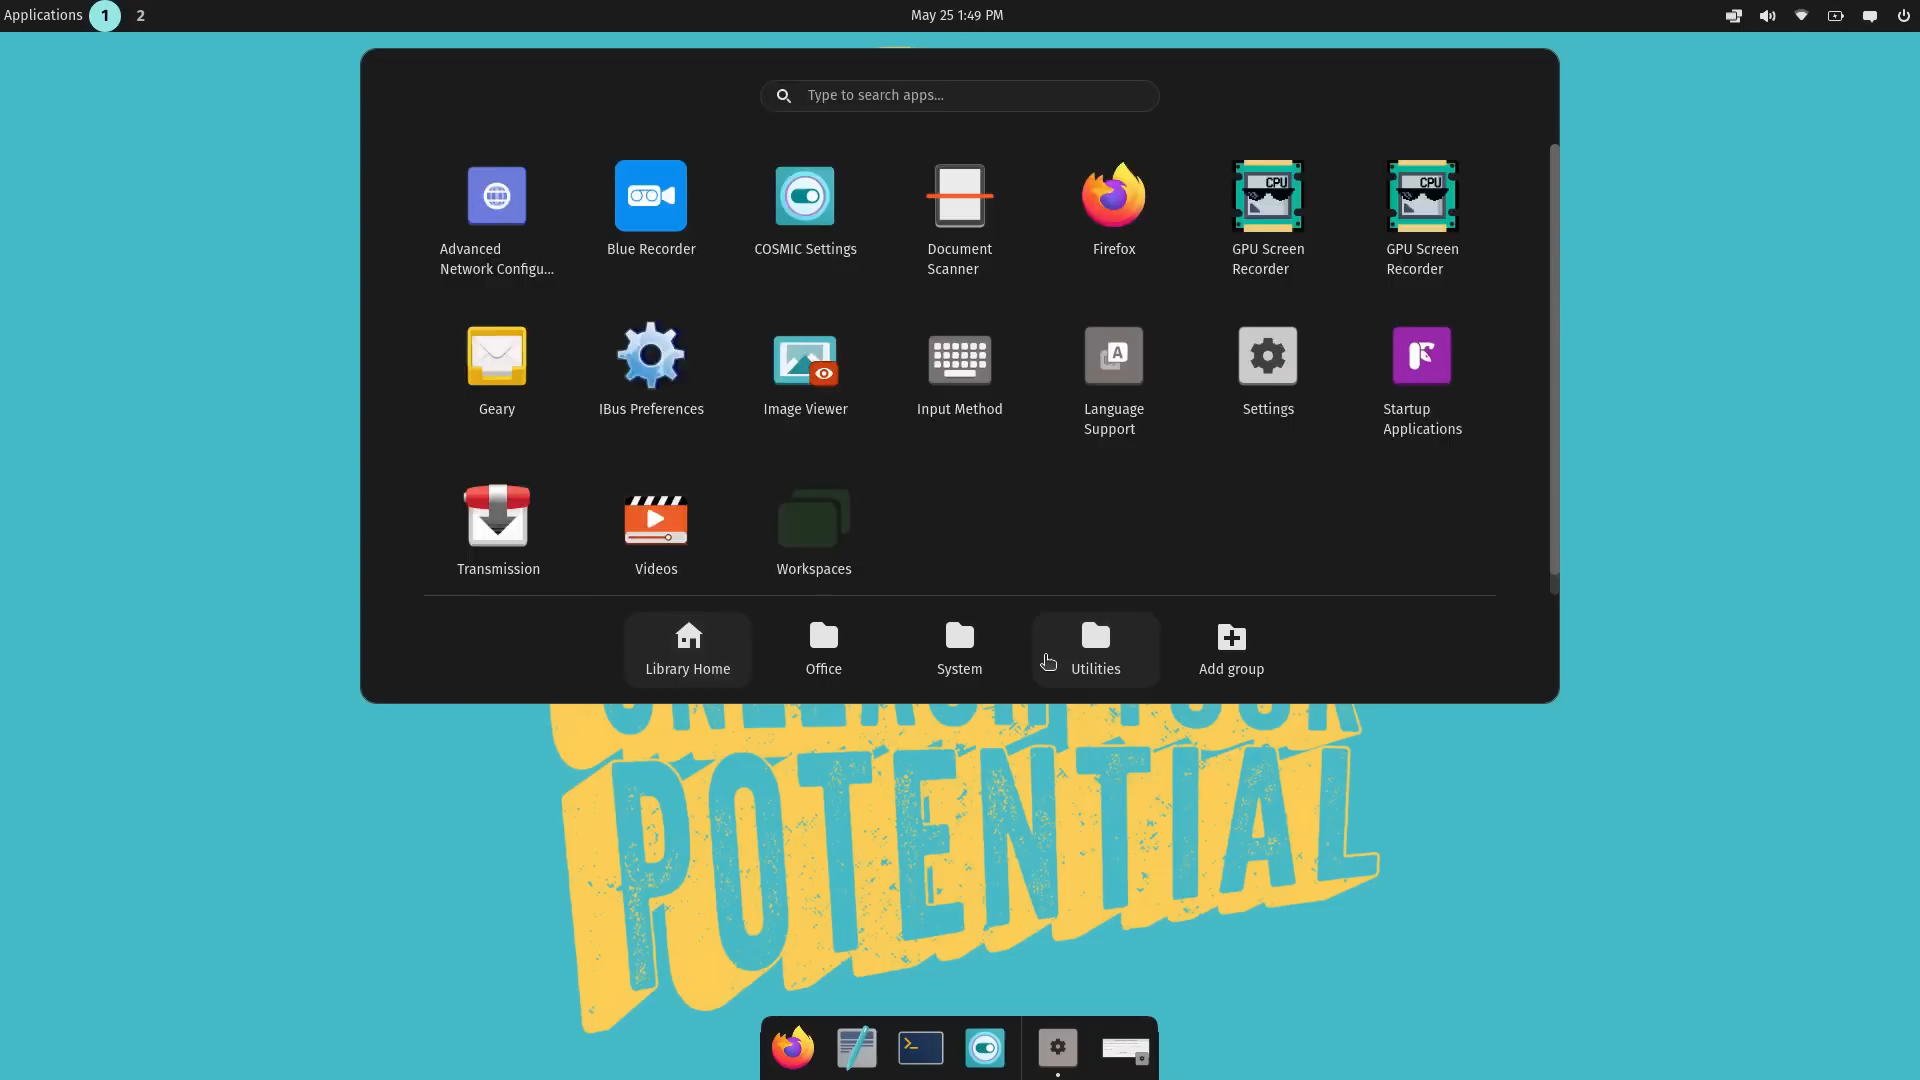 Applications 1 2 May 25 1:49 PM
Type to search apps...
Advanced
Network Configu...
Blue Recorder
COSMIC Settings
Document
Scanner
Firefox
GPU Screen
Recorder
GPU Screen
Recorder
Geary
IBus Preferences
Image Viewer
Input Method
Language
Support
Settings
Startup
Applications
Transmission
Videos
Workspaces
Library Home
Office
System
Utilities
Add group
POTENTIAL